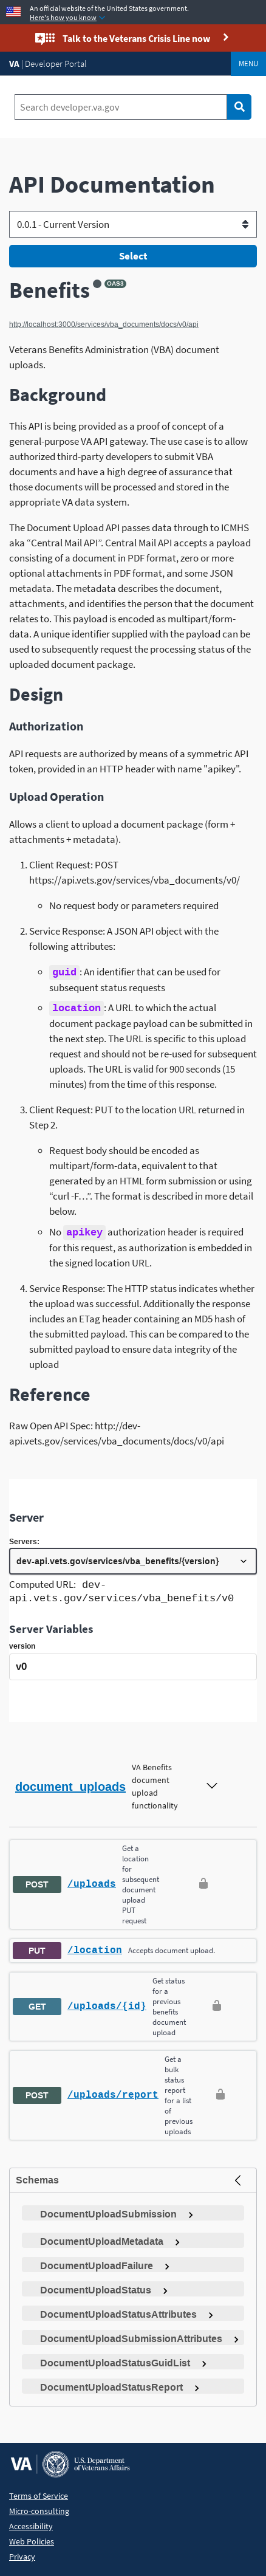 An official website of the United States government.
Here's how you know
Talk to the Veterans Crisis Line now
VA | Developer Portal
MENU
Search developer.va.gov
API Documentation
0.0.1 - Current Version
Select
Benefits OAS3
http://localhost:3000/services/vba_documents/docs/v0/api
Veterans Benefits Administration (VBA) document
uploads.
Background
This API is being provided as a proof of concept of a
general-purpose VA API gateway. The use case is to allow
authorized third-party developers to submit VBA
documents and have a high degree of assurance that
those documents will be processed and stored in the
appropriate VA data system.
The Document Upload API passes data through to ICMHS
aka “Central Mail API”. Central Mail API accepts a payload
consisting of a document in PDF format, zero or more
optional attachments in PDF format, and some JSON
metadata. The metadata describes the document,
attachments, and identifies the person that the document
relates to. This payload is encoded as multipart/form-
data. A unique identifier supplied with the payload can be
used to subsequently request the processing status of the
uploaded document package.
Design
Authorization
API requests are authorized by means of a symmetric API
token, provided in an HTTP header with name "apikey".
Upload Operation
Allows a client to upload a document package (form +
attachments + metadata).
1. Client Request: POST
https://api.vets.gov/services/vba_documents/v0/
No request body or parameters required
2. Service Response: A JSON API object with the
following attributes:
guid: An identifier that can be used for
subsequent status requests
location: A URL to which the actual
document package payload can be submitted in
the next step. The URL is specific to this upload
request and should not be re-used for subsequent
uploads. The URL is valid for 900 seconds (15
minutes) from the time of this response.
3. Client Request: PUT to the location URL returned in
Step 2.
Request body should be encoded as
multipart/form-data, equivalent to that
generated by an HTML form submission or using
“curl -F…”. The format is described in more detail
below.
No apikey authorization header is required
for this request, as authorization is embedded in
the signed location URL.
4. Service Response: The HTTP status indicates whether
the upload was successful. Additionally the response
includes an ETag header containing an MD5 hash of
the submitted payload. This can be compared to the
submitted payload to ensure data integrity of the
upload
Reference
Raw Open API Spec: http://dev-
api.vets.gov/services/vba_documents/docs/v0/api
Server
Servers:
dev-api.vets.gov/services/vba_benefits/{version}
Computed URL: dev-
api.vets.gov/services/vba_benefits/v0
Server Variables
version
v0
document_uploads
VA Benefits
document
upload
functionality
POST
/uploads
Get a
location
for
subsequent
document
upload
PUT
request
PUT
/location
Accepts document upload.
GET
/uploads/{id}
Get status
for a
previous
benefits
document
upload
POST
/uploads/report
Get a
bulk
status
report
for a list
of
previous
uploads
Schemas
DocumentUploadSubmission
DocumentUploadMetadata
DocumentUploadFailure
DocumentUploadStatus
DocumentUploadStatusAttributes
DocumentUploadSubmissionAttributes
DocumentUploadStatusGuidList
DocumentUploadStatusReport
VA
U.S. Department
of Veterans Affairs
Terms of Service
Micro-consulting
Accessibility
Web Policies
Privacy